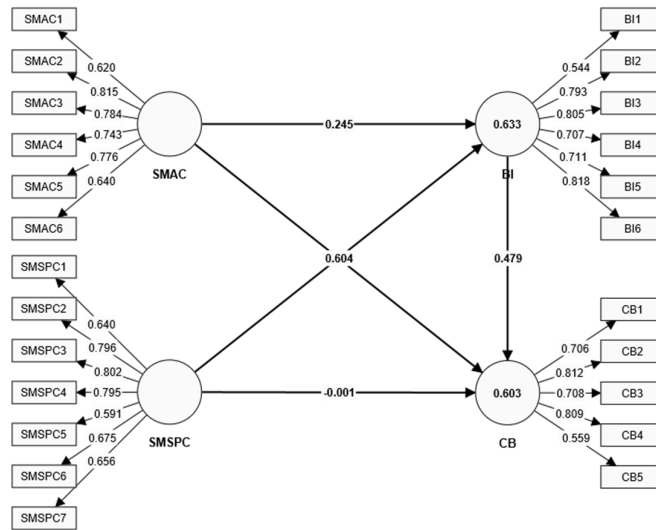 SMAC1
SMAC2
SMAC3
SMAC4
SMAC5
SMAC6
0.620
0.815
0.784
0.743
0.776
0.640
SMAC
0.245
0.633
BI
BI1
BI2
BI3
BI4
BI5
BI6
0.544
0.793
0.805
0.707
0.711
0.818
0.604
0.479
SMSPC1
SMSPC2
SMSPC3
SMSPC4
SMSPC5
SMSPC6
SMSPC7
0.640
0.796
0.802
0.795
0.591
0.675
0.656
SMSPC
-0.001
0.603
CB
CB1
CB2
CB3
CB4
CB5
0.706
0.812
0.708
0.809
0.559